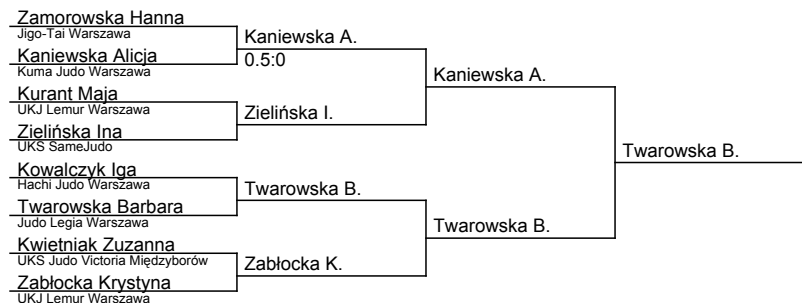 Zamorowska Hanna
Jigo-Tai Warszawa
Kaniewska Alicja
Kuma Judo Warszawa
Kurant Maja
UKJ Lemur Warszawa
Zielińska Ina
UKS SameJudo
Kowalczyk Iga
Hachi Judo Warszawa
Twarowska Barbara
Judo Legia Warszawa
Kwietniak Zuzanna
UKS Judo Victoria Międzyborów
Zabłocka Krystyna
UKJ Lemur Warszawa
Kaniewska A.
0.5:0
Zielińska I.
Twarowska B.
Zabłocka K.
Kaniewska A.
Twarowska B.
Twarowska B.